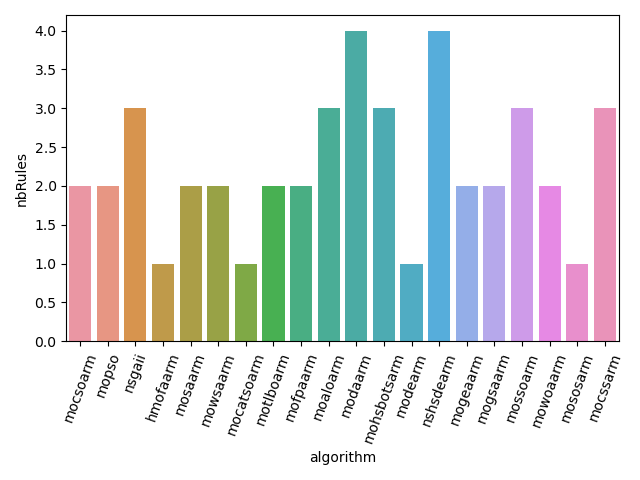 4.0
3.5
3.0
2.5
2.0
1.5
1.0
0.5
0.0
nbRules
mocsoarm
mopso
nsgaii
hmofaarm
mosaarm
mowsaarm
mocatsoarm
motlboarm
mofpaarm
moaloarm
modaarm
mohsbotsarm
modearm
nshsdearm
mogeaarm
mogsaarm
mossoarm
mowoaarm
mososarm
mocssarm
algorithm